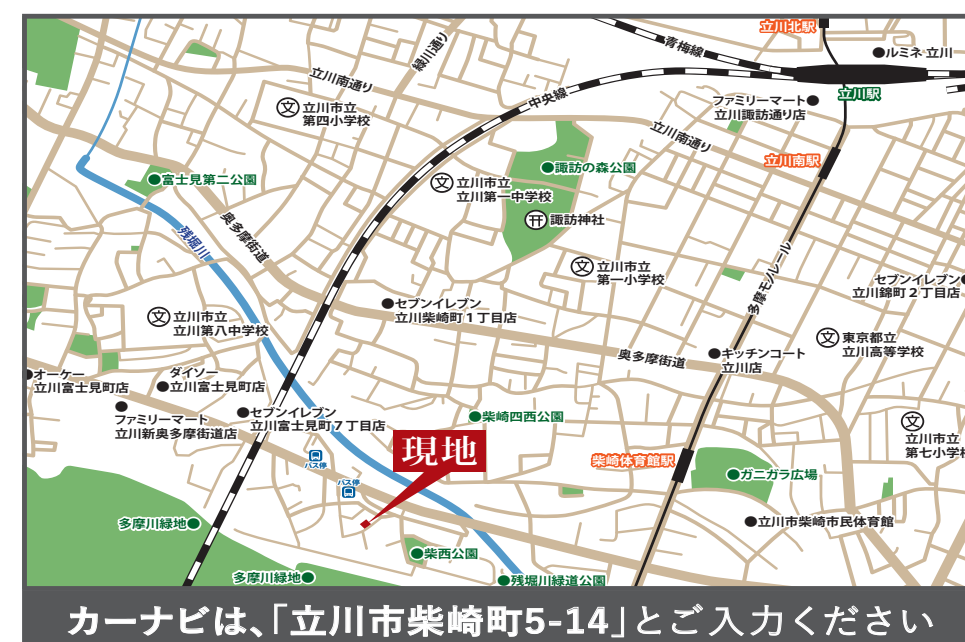 立川北駅
青梅線
ルミネ 立川
緑川通り
立川南通り
中央線
立川駅
ファミリーマート
立川諏訪通り店
立川市立
第四小学校
文
立川南通り
立川南駅
諏訪の森公園
富士見第二公園
文
立川市立
立川第一中学校
諏訪神社
奥多摩街道
残堀川
文
立川市立
第一小学校
多摩モノレール
セブンイレブン
立川錦町2丁目店
セブンイレブン
立川柴崎町1丁目店
文
立川市立
立川第八中学校
文
東京都立
立川高等学校
奥多摩街道
キッチンコート
立川店
オーケー
立川富士見町店
ダイソー
立川富士見町店
ファミリーマート
立川新奥多摩街道店
セブンイレブン
立川富士見町7丁目店
柴崎四西公園
文
立川市立
第七小学校
現地
バス停
柴崎体育館駅
ガニガラ広場
バス停
多摩川緑地
立川市柴崎市民体育館
柴西公園
多摩川緑地
残堀川緑道公園
カーナビは、「立川市柴崎町5-14」とご入力ください